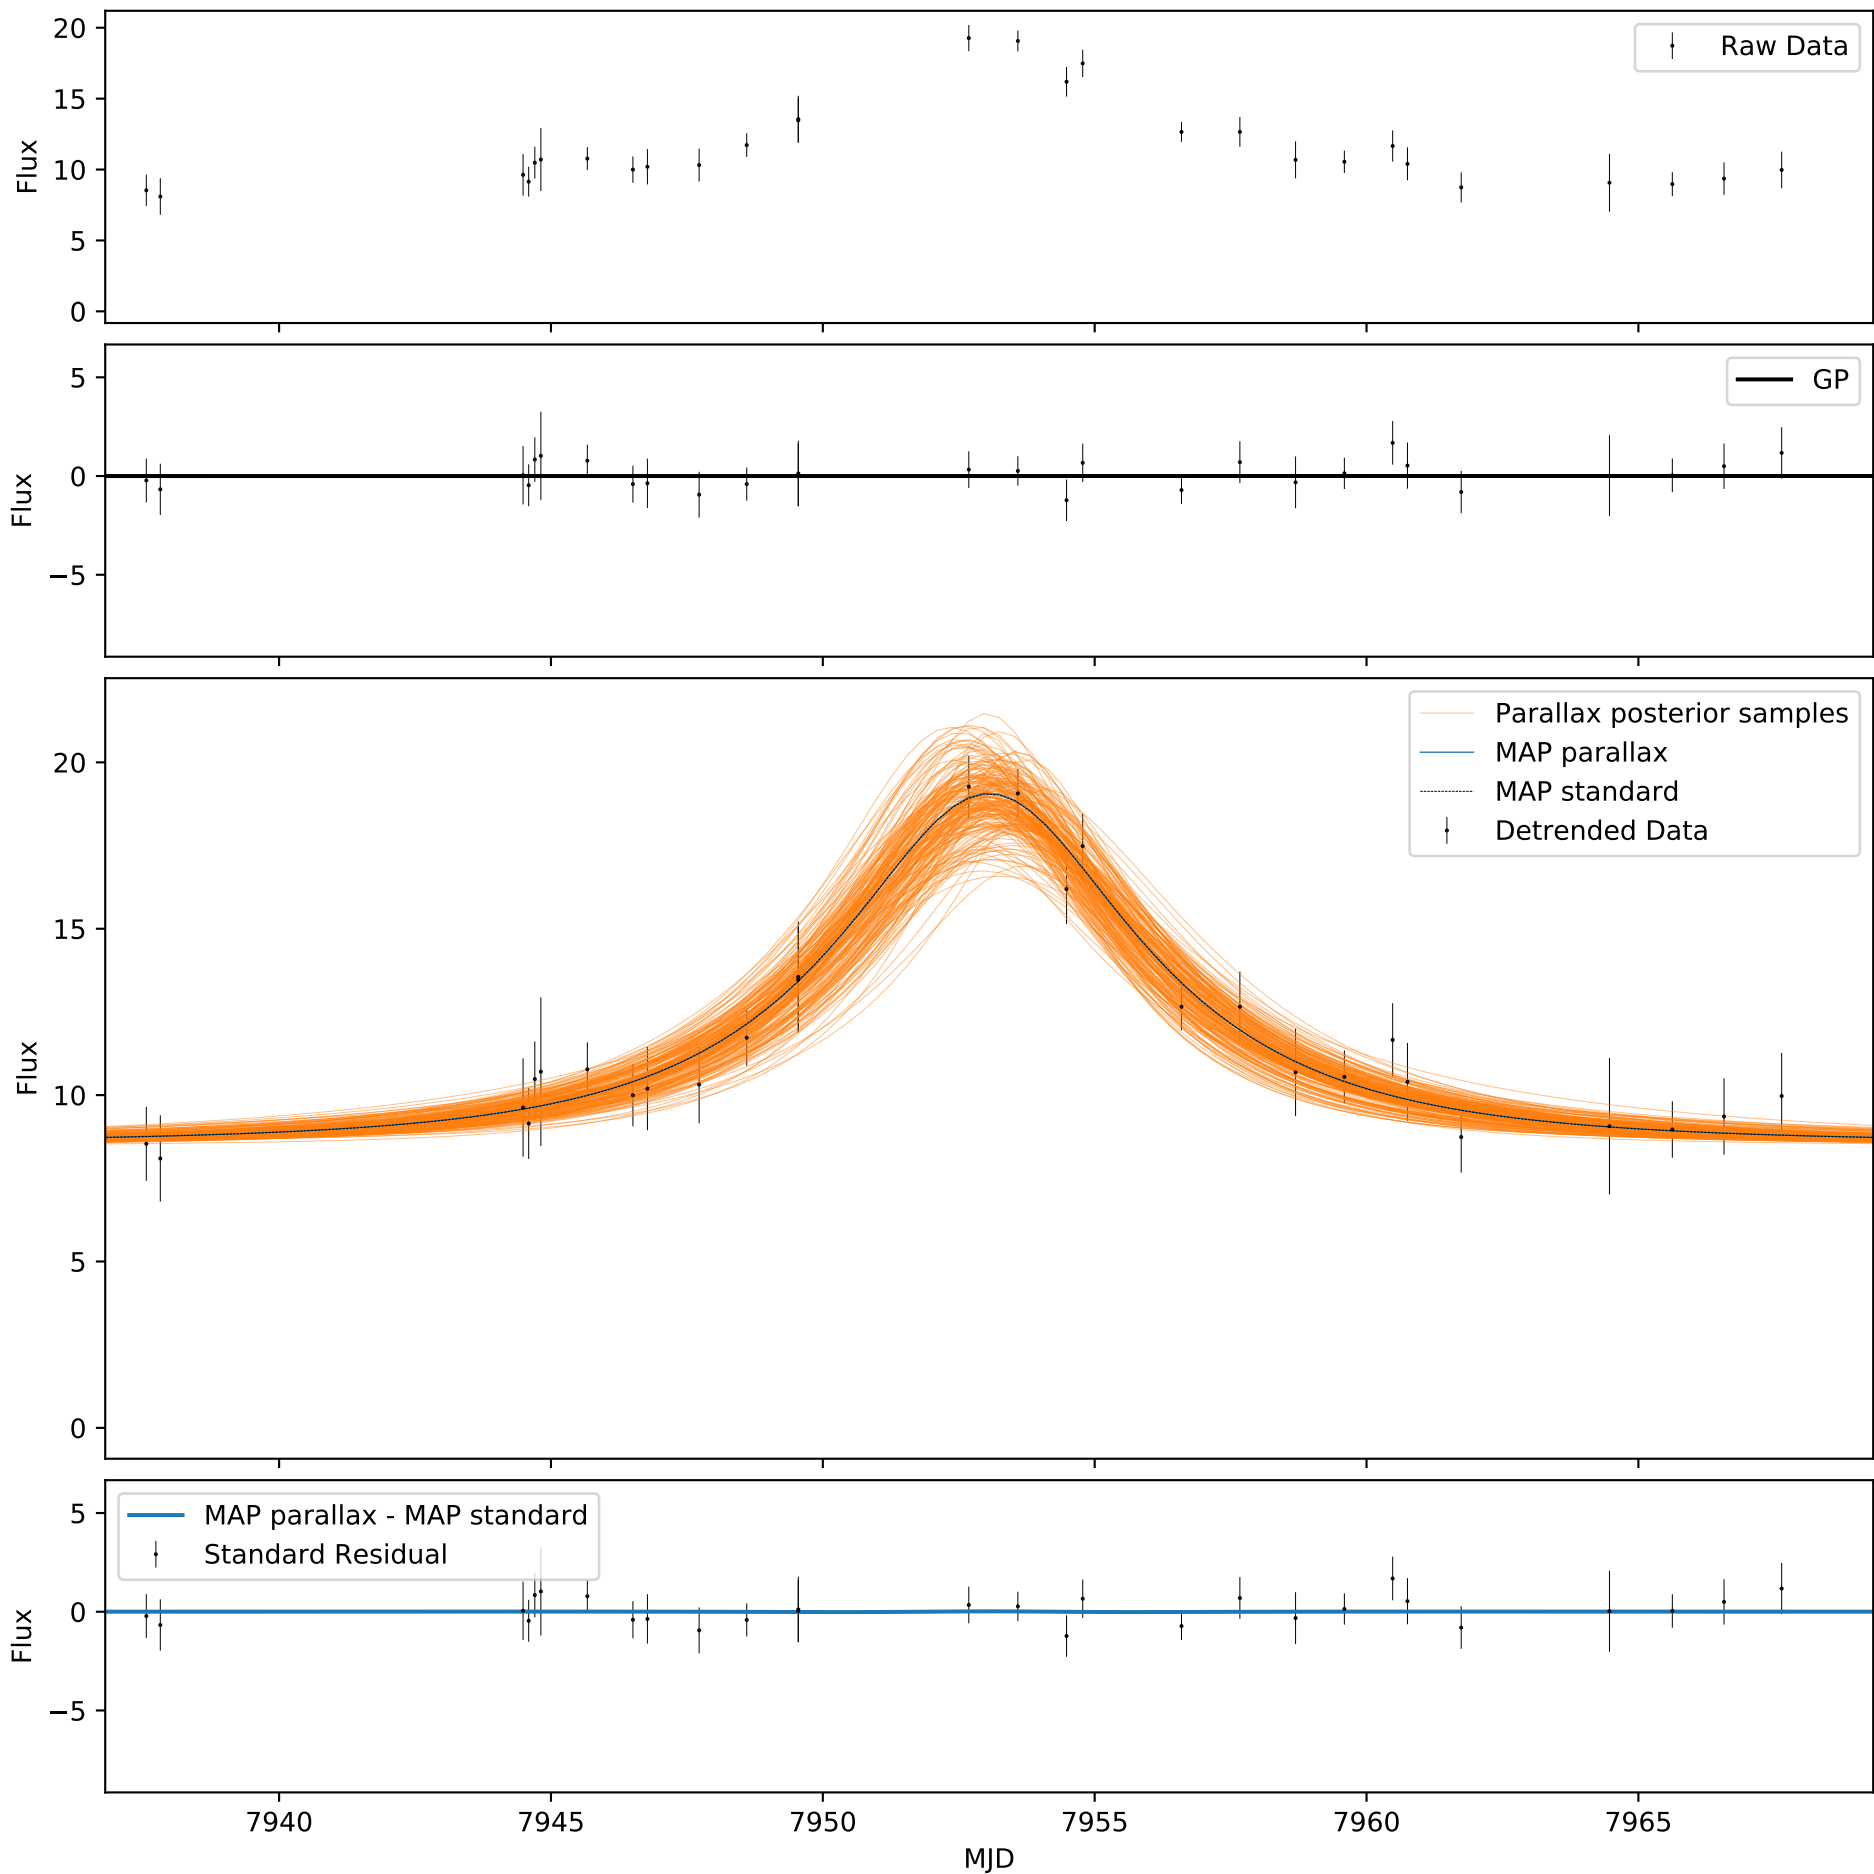 20
15
10
5
0
Flux
Raw Data
5
0
−5
Flux
GP
20
15
10
5
0
Flux
Parallax posterior samples
MAP parallax
MAP standard
Detrended Data
5
0
−5
Flux
MAP parallax - MAP standard
Standard Residual
7940 7945 7950 7955 7960 7965
MJD